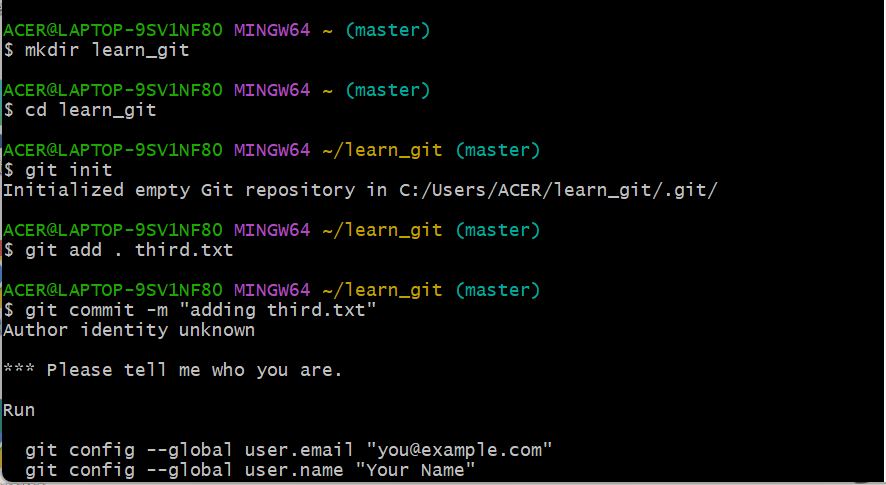 ACER@LAPTOP-9SV1NF80 MINGW64 ~ (master)
$ mkdir learn_git
ACER@LAPTOP-9SV1NF80 MINGW64 ~ (master)
$ cd learn_git
ACER@LAPTOP-9SV1NF80 MINGW64 ~/learn_git (master)
$ git init
Initialized empty Git repository in C:/Users/ACER/learn_git/.git/
ACER@LAPTOP-9SV1NF80 MINGW64 ~/learn_git (master)
$ git add . third.txt
ACER@LAPTOP-9SV1NF80 MINGW64 ~/learn_git (master)
$ git commit -m "adding third.txt"
Author identity unknown
*** Please tell me who you are.
Run
git config --global user.email "you@example.com"
git config --global user.name "Your Name"